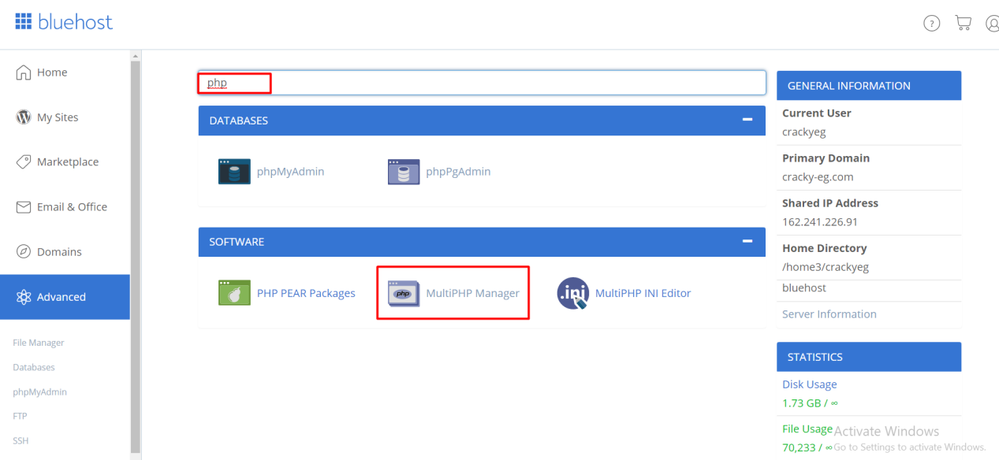 bluehost
?
Home
My Sites
Marketplace
Email & Office
Domains
Advanced
File Manager
Databases
phpMyAdmin
FTP
SSH
php
DATABASES
phpMyAdmin
phpPgAdmin
SOFTWARE
PHP PEAR Packages
php
MultiPHP Manager
.ini
MultiPHP INI Editor
GENERAL INFORMATION
Current User
crackyeg
Primary Domain
cracky-eg.com
Shared IP Address
162.241.226.91
Home Directory
/home3/crackyeg
bluehost
Server Information
STATISTICS
Disk Usage
1.73 GB / ∞
File Usage
70,233 / ∞
Activate Windows
Go to Settings to activate Windows.